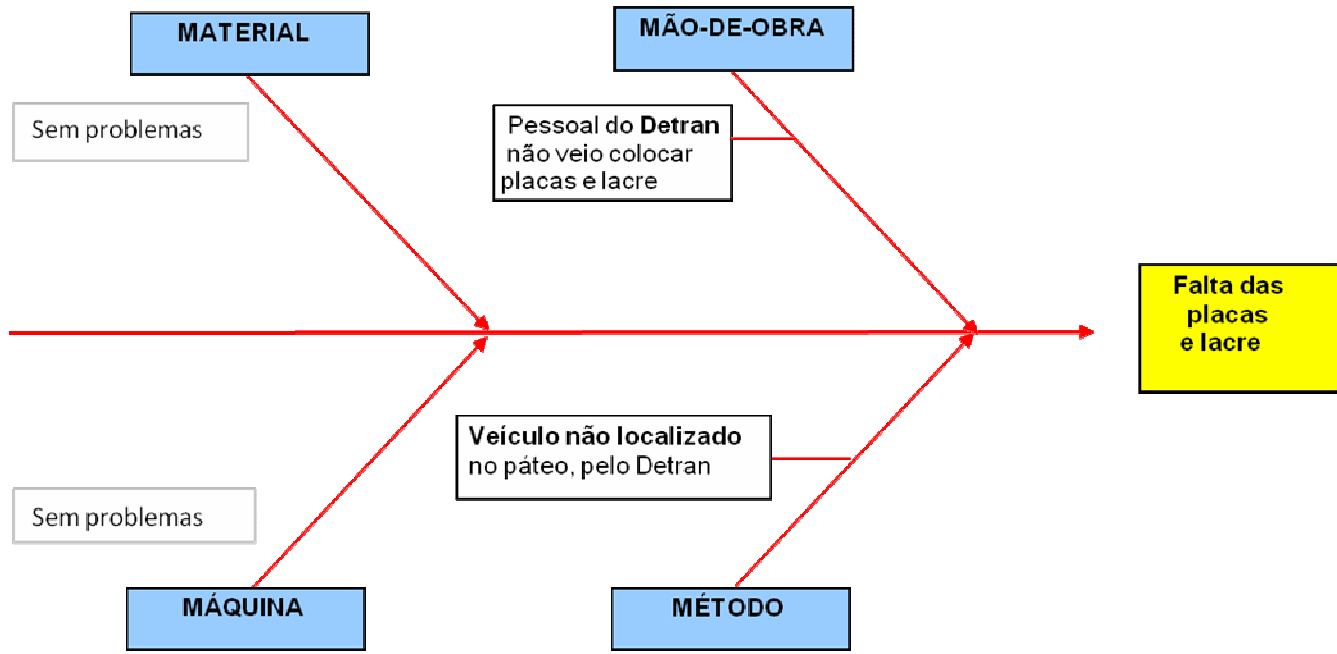 MATERIAL
MÃO-DE-OBRA
Sem problemas
Pessoal do Detran
não veio colocar
placas e lacre
Falta das
placas
e lacre
Veículo não localizado
no páteo, pelo Detran
Sem problemas
MÁQUINA
MÉTODO